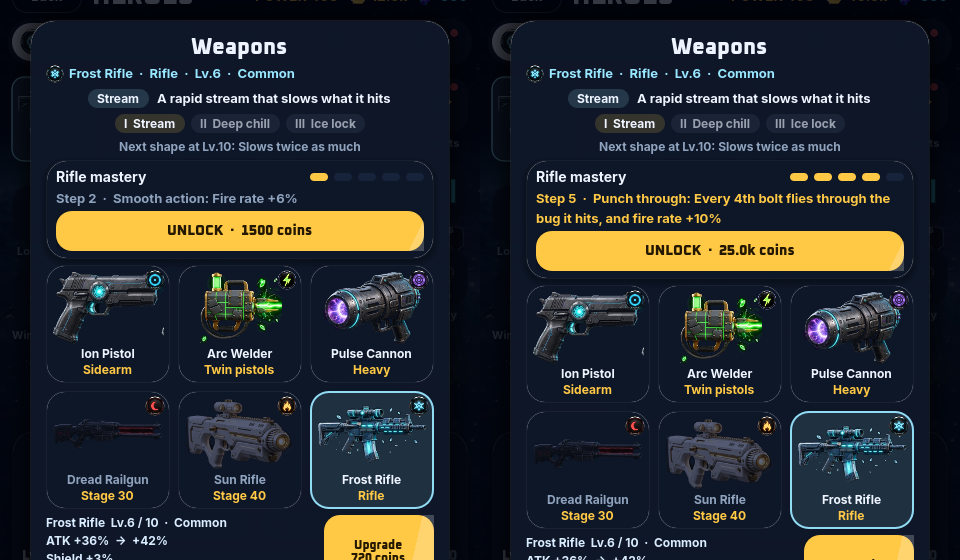 Weapons
Frost Rifle · Rifle · Lv.6 · Common
Stream A rapid stream that slows what it hits
I Stream II Deep chill III Ice lock
Next shape at Lv.10: Slows twice as much
Rifle mastery
Step 2 · Smooth action: Fire rate +6%
UNLOCK · 1500 coins
Ion Pistol
Sidearm
Arc Welder
Twin pistols
Pulse Cannon
Heavy
Dread Railgun
Stage 30
Sun Rifle
Stage 40
Frost Rifle
Rifle
Frost Rifle Lv.6 / 10 · Common
ATK +36% → +42%
Shield +3%
Upgrade
720 coins
Weapons
Frost Rifle · Rifle · Lv.6 · Common
Stream A rapid stream that slows what it hits
I Stream II Deep chill III Ice lock
Next shape at Lv.10: Slows twice as much
Rifle mastery
Step 5 · Punch through: Every 4th bolt flies through the
bug it hits, and fire rate +10%
UNLOCK · 25.0k coins
Ion Pistol
Sidearm
Arc Welder
Twin pistols
Pulse Cannon
Heavy
Dread Railgun
Stage 30
Sun Rifle
Stage 40
Frost Rifle
Rifle
Frost Rifle Lv.6 / 10 · Common
ATK +36% → +42%